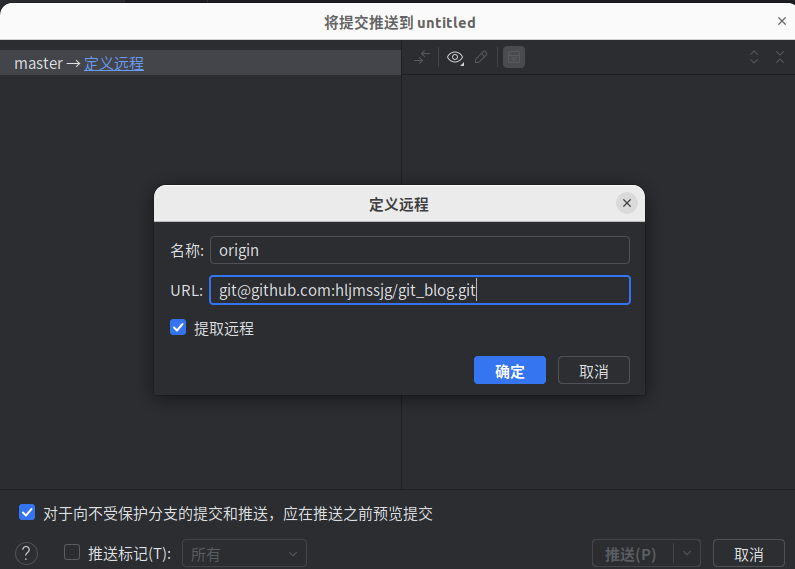 将提交推送到 untitled
master → 定义远程
定义远程
名称: origin
URL: git@github.com:hljmssjg/git_blog.git
提取远程
确定 取消
对于向不受保护分支的提交和推送，应在推送之前预览提交
? 推送标记(T): 所有 推送(P) 取消